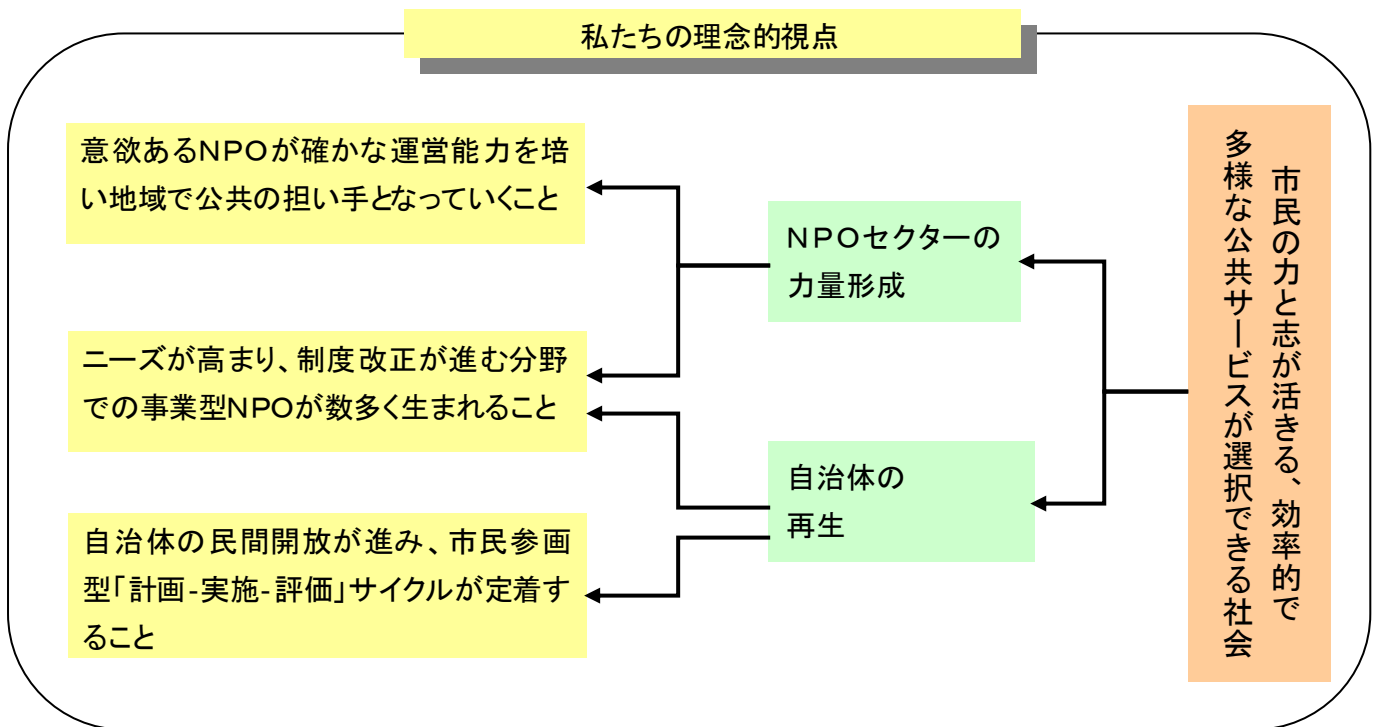 私たちの理念的視点
意欲あるNPOが確かな運営能力を培
い地域で公共の担い手となっていくこと
ニーズが高まり、制度改正が進む分野
での事業型NPOが数多く生まれること
自治体の民間開放が進み、市民参画
型「計画-実施-評価」サイクルが定着す
ること
NPOセクターの
力量形成
自治体の
再生
市民の力と志が活きる、効率的で
多様な公共サービスが選択できる社会